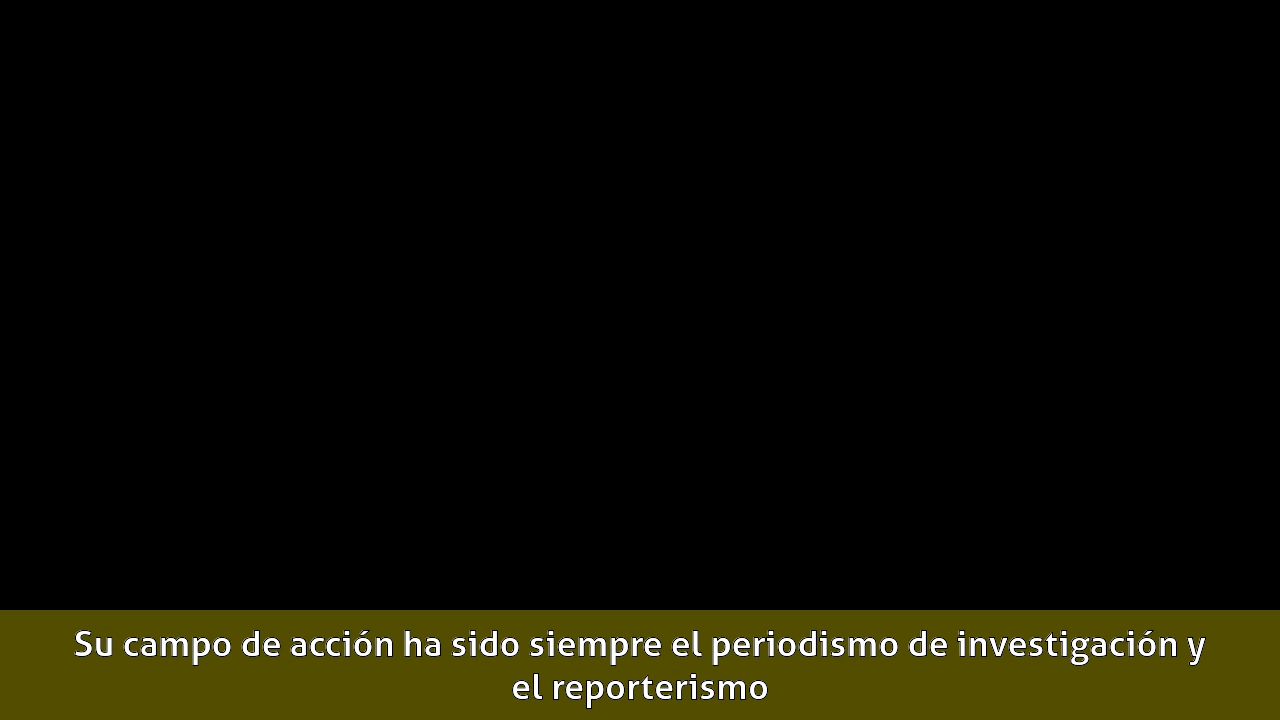 Su campo de acción ha sido siempre el periodismo de investigación y
el reporterismo